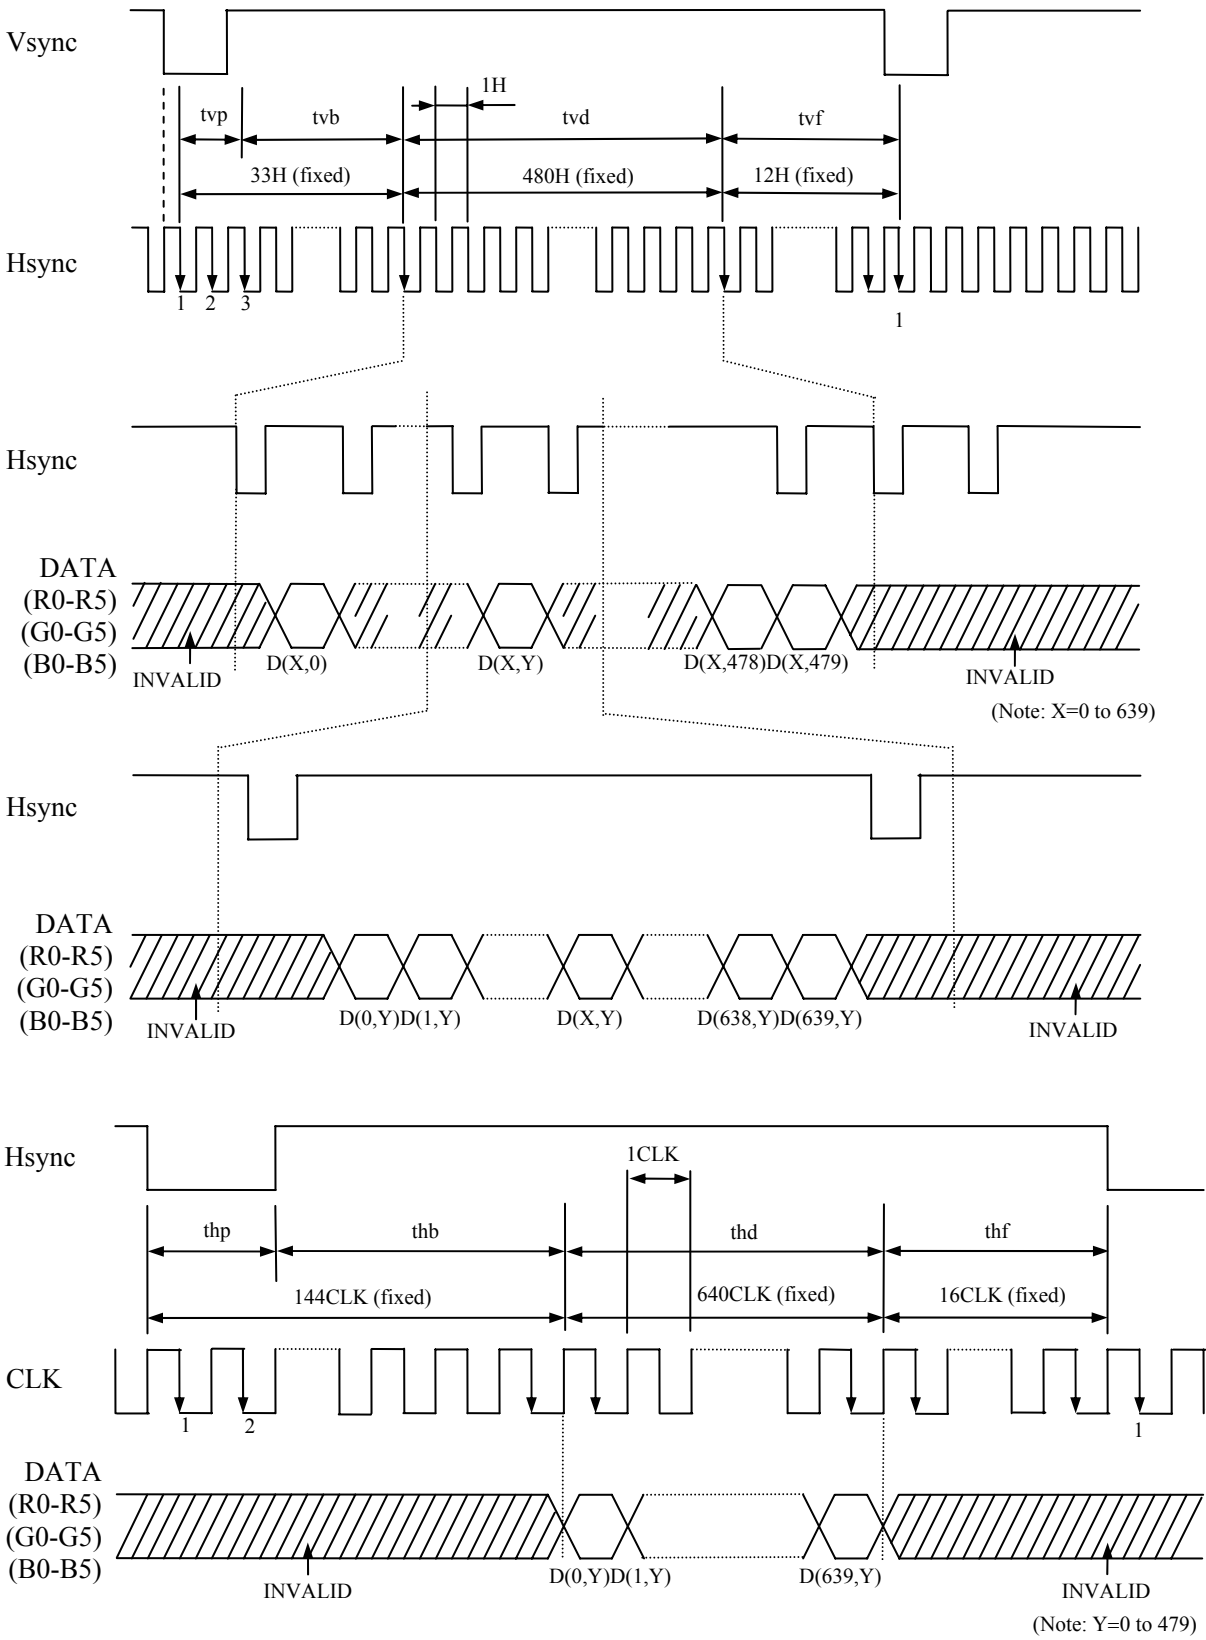 Vsync
1H
tvp
tvb
tvd
tvf
33H (fixed)
480H (fixed)
12H (fixed)
Hsync
1 2 3
1
Hsync
DATA
(R0-R5)
(G0-G5)
(B0-B5)
D(X,0)
D(X,Y)
D(X,478)D(X,479)
INVALID
INVALID
(Note: X=0 to 639)
Hsync
DATA
(R0-R5)
(G0-G5)
(B0-B5)
D(0,Y)D(1,Y)
D(X,Y)
D(638,Y)D(639,Y)
INVALID
INVALID
Hsync
1CLK
thp
thb
thd
thf
144CLK (fixed)
640CLK (fixed)
16CLK (fixed)
CLK
1 2
1
DATA
(R0-R5)
(G0-G5)
(B0-B5)
INVALID
D(0,Y)D(1,Y)
D(639,Y)
INVALID
(Note: Y=0 to 479)